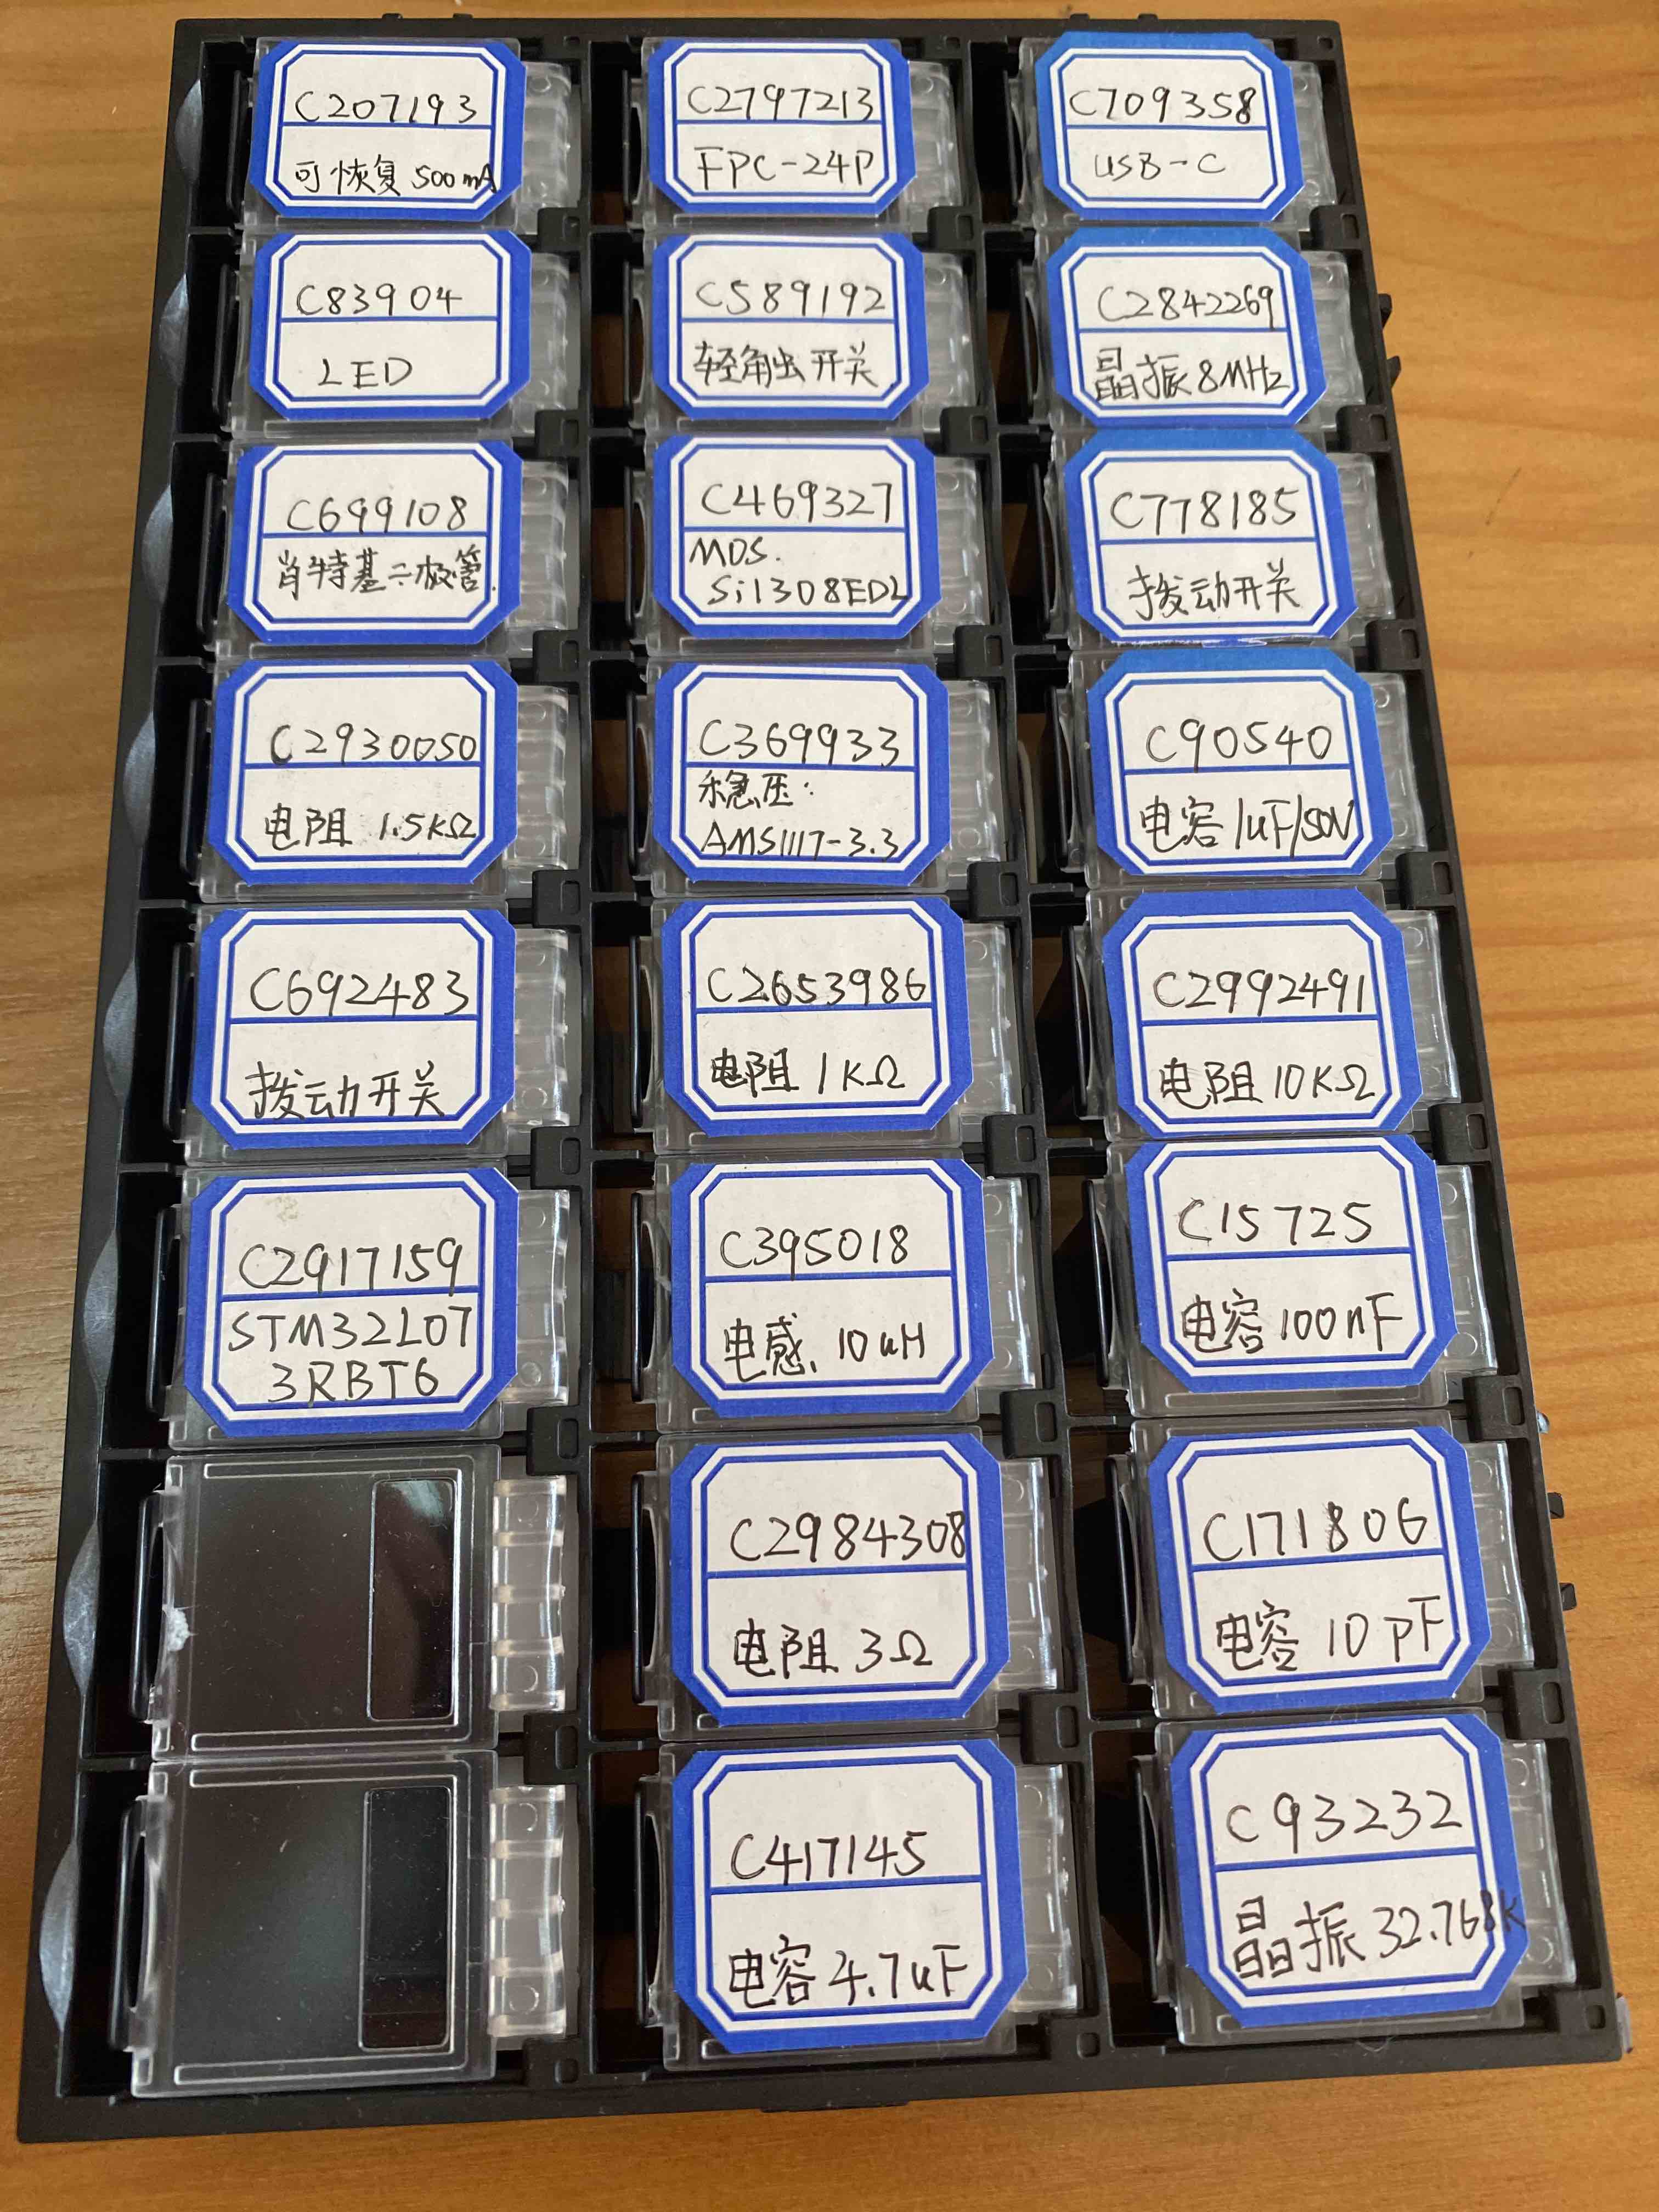 C207193
可恢复 500mA
C2797213
FPC-24P
C709358
USB-C
C83904
LED
C589192
轻触开关
C2842269
晶振 8MHz
C699108
肖特基二极管.
C469327
MOS.
Si1308EDL
C778185
拨动开关
C2930050
电阻 1.5KΩ
C369933
稳压:
AMS1117-3.3
C90540
电容 1uF/50V
C692483
拨动开关
C2653986
电阻 1KΩ
C2992491
电阻 10KΩ
C2917159
STM32L07
3RBT6
C395018
电感 10uH
C15725
电容 100nF
C2984308
电阻 3Ω
C171806
电容 10pF
C417145
电容 4.7uF
C93232
晶振 32.768K